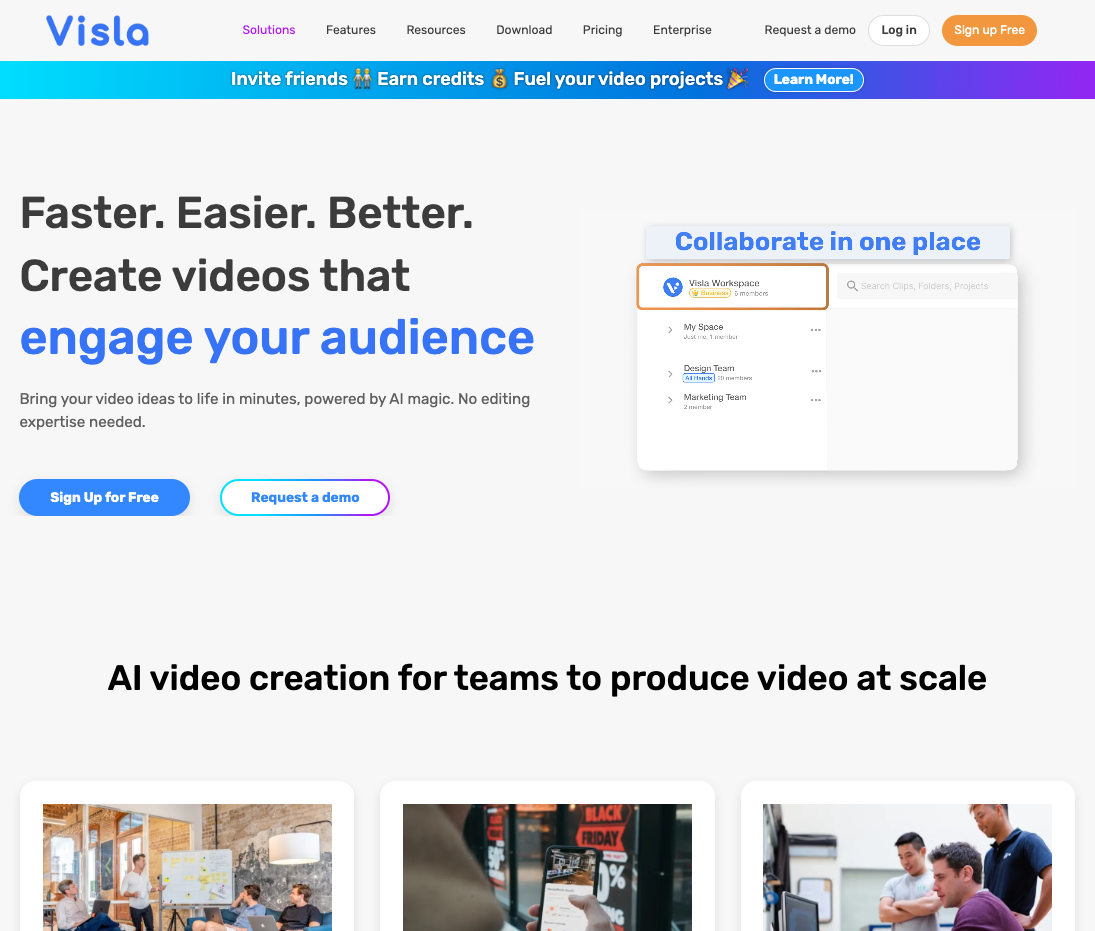 Visla
Solutions Features Resources Download Pricing Enterprise Request a demo Log in Sign up Free
Invite friends 👬 Earn credits 💰 Fuel your video projects 🎉 Learn More!
Faster. Easier. Better.
Create videos that
engage your audience
Bring your video ideas to life in minutes, powered by AI magic. No editing
expertise needed.
Sign Up for Free Request a demo
Collaborate in one place
Visla Workspace
Business 6 members
Search Clips, Folders, Projects
My Space
Just me, 1 member
Design Team
All Hands 10 members
Marketing Team
2 member
AI video creation for teams to produce video at scale
BLACK
FRIDAY